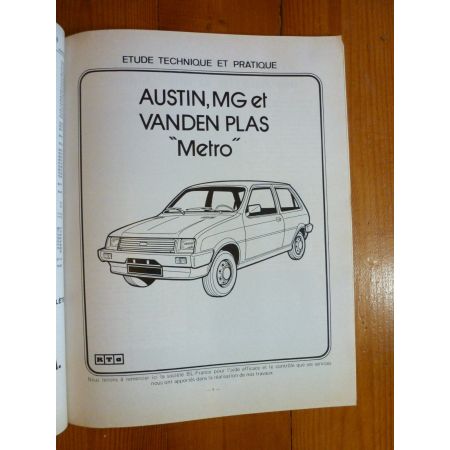 ETUDE TECHNIQUE ET PRATIQUE
AUSTIN, MG et
VANDEN PLAS
"Metro"
RTA
Nous tenons à remercier ici la société BL-France pour l'aide efficace et le contrôle que ses services
nous ont apportés dans la réalisation de nos travaux.